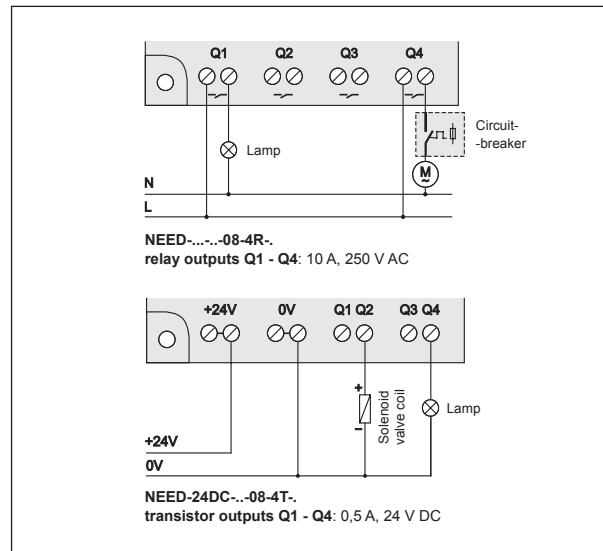 Q1 Q2 Q3 Q4
Circuit-
-breaker
Lamp
M
~
N
L
NEED-...-..-08-4R-.
relay outputs Q1 - Q4: 10 A, 250 V AC
+24V 0V Q1 Q2 Q3 Q4
+
Solenoid
valve coil
–
Lamp
+24V
0V
NEED-24DC-..-08-4T-.
transistor outputs Q1 - Q4: 0,5 A, 24 V DC